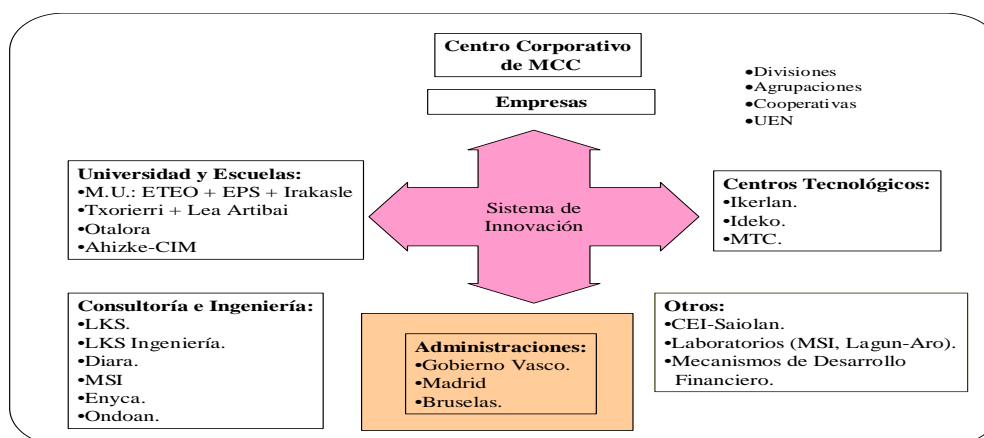 Centro Corporativo
de MCC
Empresas
•Divisiones
•Agrupaciones
•Cooperativas
•UEN
Universidad y Escuelas:
•M.U.: ETEO + EPS + Irakasle
•Txorierri + Lea Artibai
•Otalora
•Ahizke-CIM
Sistema de
Innovación
Centros Tecnológicos:
•Ikerlan.
•Ideko.
•MTC.
Consultoría e Ingeniería:
•LKS.
•LKS Ingeniería.
•Diara.
•MSI
•Enyca.
•Ondoan.
Administraciones:
•Gobierno Vasco.
•Madrid
•Bruselas.
Otros:
•CEI-Saiolan.
•Laboratorios (MSI, Lagun-Aro).
•Mecanismos de Desarrollo
Financiero.